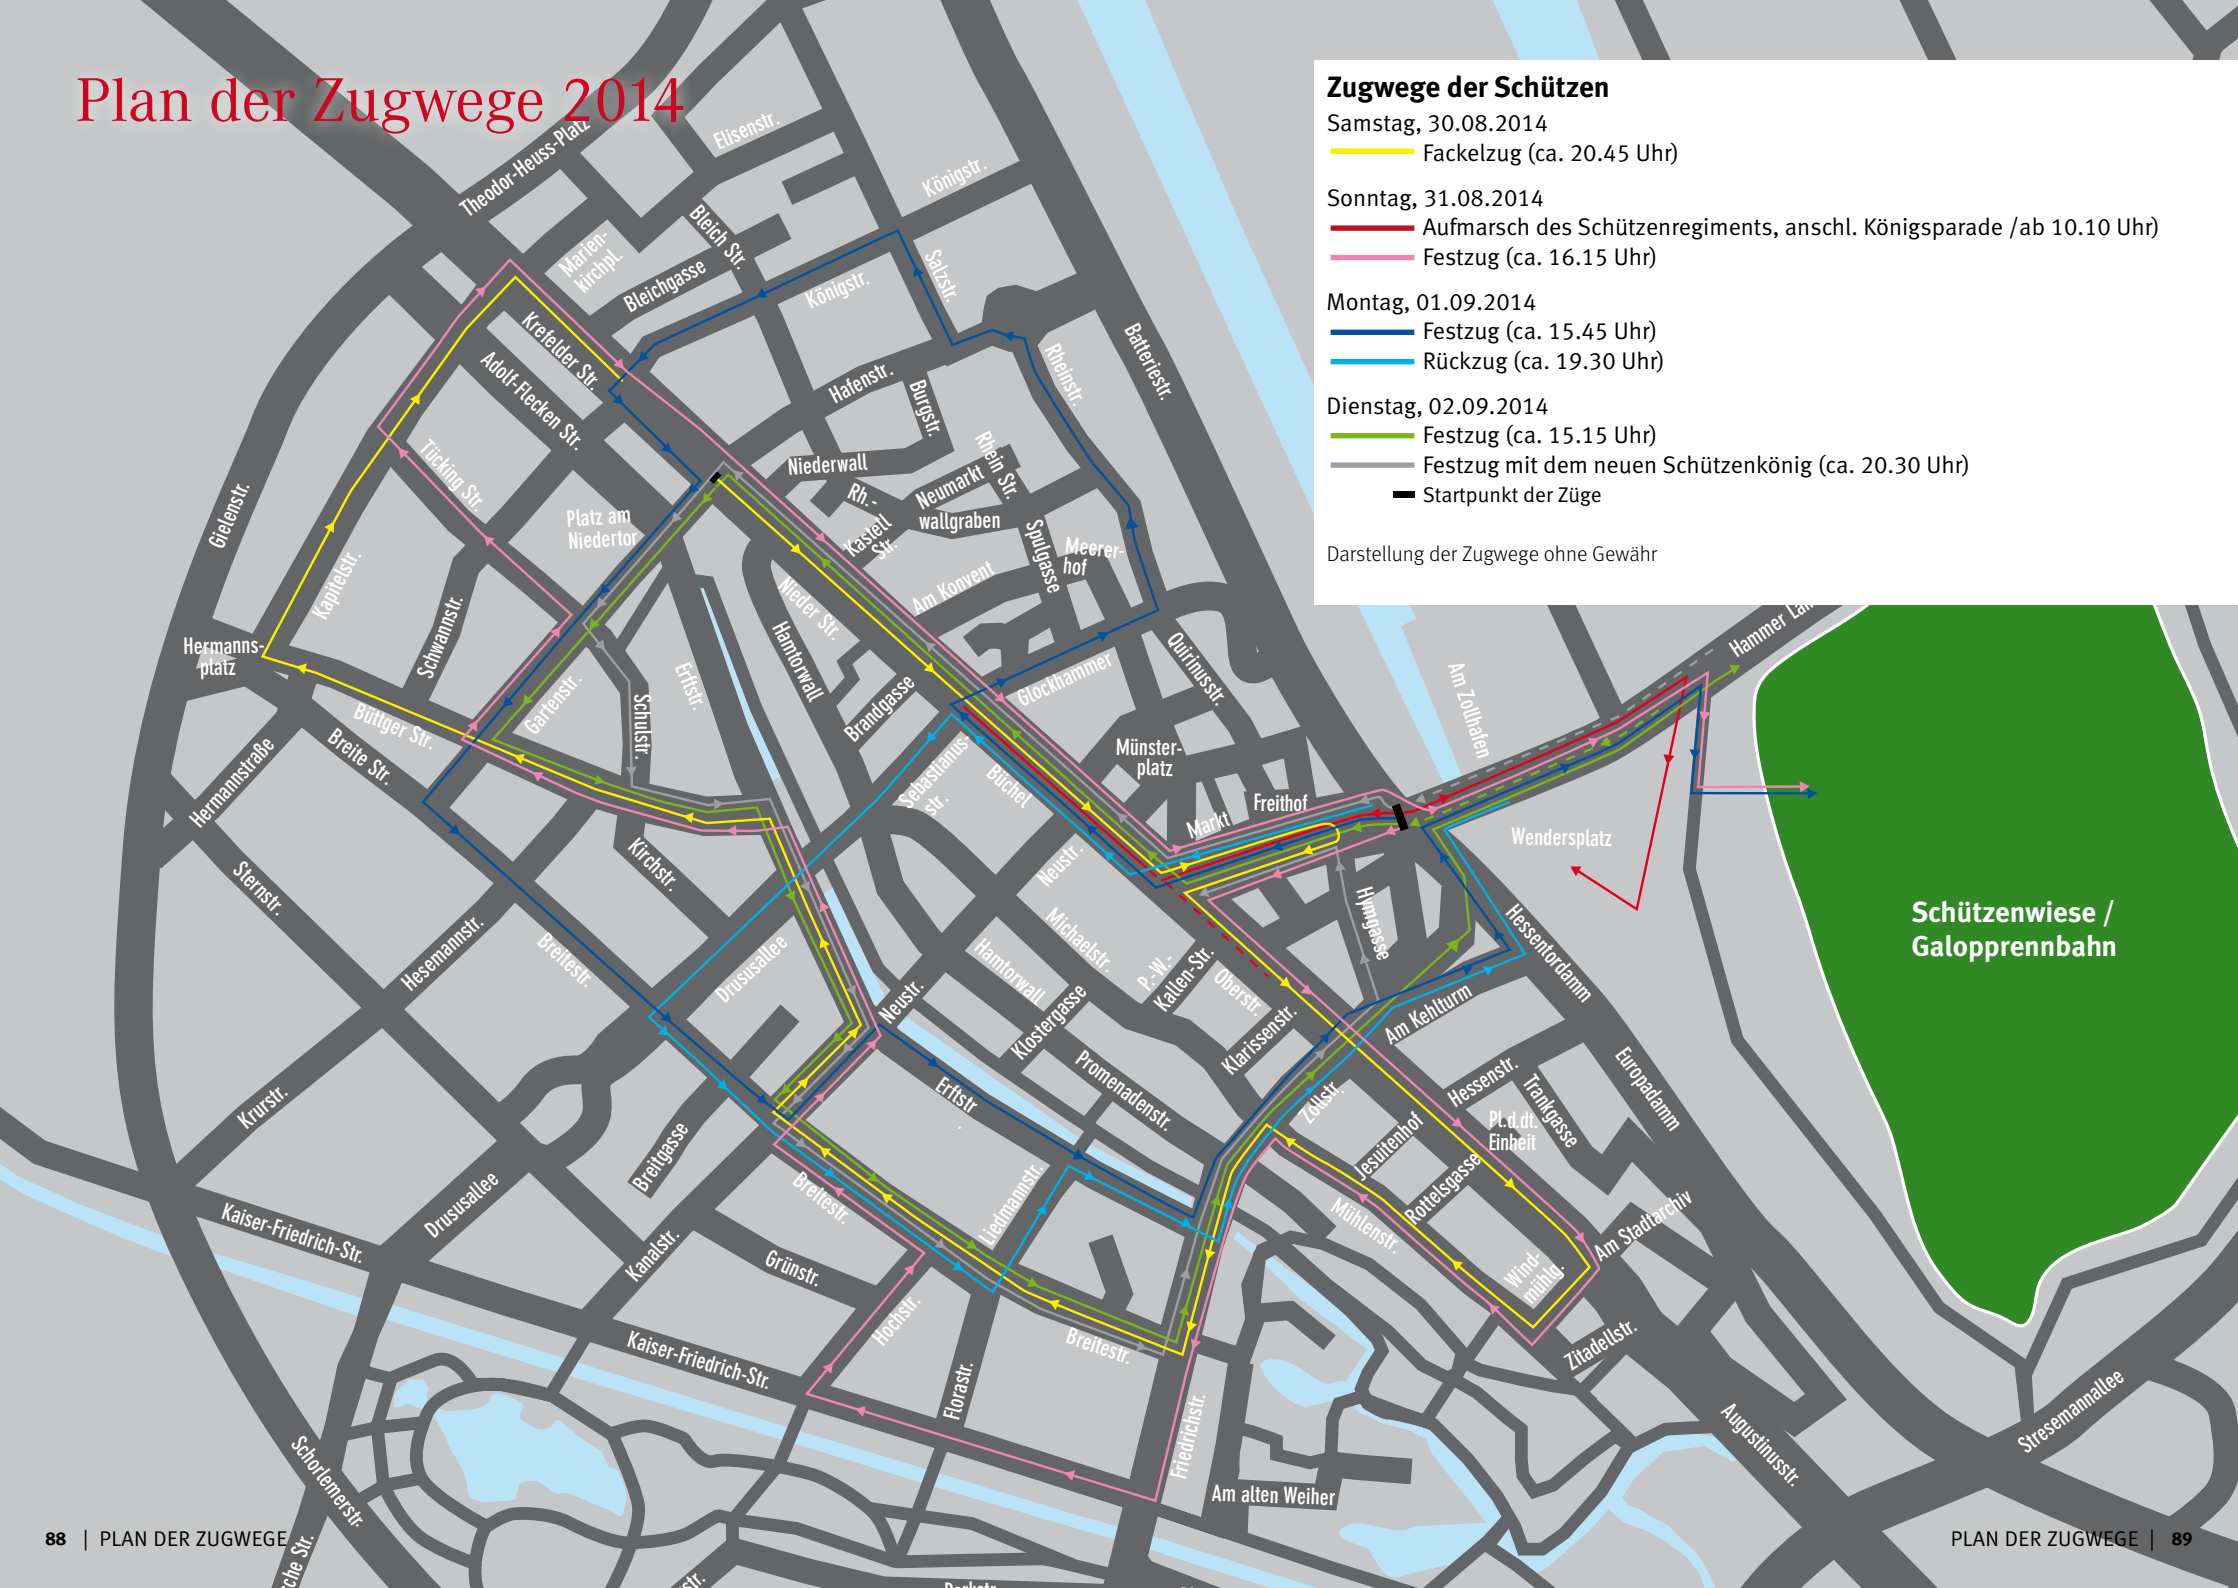 Plan der Zugwege 2014
Zugwege der Schützen
Samstag, 30.08.2014
Fackelzug (ca. 20.45 Uhr)
Sonntag, 31.08.2014
Aufmarsch des Schützenregiments, anschl. Königsparade /ab 10.10 Uhr)
Festzug (ca. 16.15 Uhr)
Montag, 01.09.2014
Festzug (ca. 15.45 Uhr)
Rückzug (ca. 19.30 Uhr)
Dienstag, 02.09.2014
Festzug (ca. 15.15 Uhr)
Festzug mit dem neuen Schützenkönig (ca. 20.30 Uhr)
Startpunkt der Züge
Darstellung der Zugwege ohne Gewähr
Theodor-Heuss-Platz
Elisenstr.
Königstr.
Bleich Str.
Marien-
kirchpl.
Bleichgasse
Königstr.
Salzstr.
Krefelder Str.
Adolf-Flecken Str.
Hafenstr.
Burgstr.
Rheinstr.
Batteriestr.
Tücking Str.
Niederwall
Rh.-
Kastell
Str.
Neumarkt
Rhein Str.
wallgraben
Spulgasse
Meerer-
hof
Gielenstr.
Platz am
Niedertor
Kapitelstr.
Schwannstr.
Nieder Str.
Am Konvent
Hamtorwall
Hermanns-
platz
Erftstr.
Gartenstr.
Schulstr.
Brandgasse
Glockhammer
Quirinusstr.
Am Zollhafen
Hammer
Büttger Str.
Breite Str.
Hermannstraße
Sebastianus-
str.
Büchel
Münster-
platz
Freithof
Markt
Wendersplatz
Sternstr.
Kirchstr.
Neustr.
Hymgasse
Schützenwiese /
Galopprennbahn
Hesemannstr.
Breitestr.
Drususallee
Michaelstr.
Hamtorwall
P.-W.-
Kallen-Str.
Oberstr.
Hessentordamm
Neustr.
Klostergasse
Klarissenstr.
Am Kehlturm
Krurstr.
Erftstr
.
Promenadenstr.
Zollstr.
Hessenstr.
Trankgasse
Europadamm
Pl.d.dt.
Einheit
Breitgasse
Breitestr.
Liedmannstr.
Jesuitenhof
Rottelsgasse
Mühlenstr.
Wind-
mühlg.
Am Stadtarchiv
Drususallee
Kaiser-Friedrich-Str.
Kanalstr.
Grünstr.
Hochstr.
Breitestr.
Zitadellstr.
Kaiser-Friedrich-Str.
Florastr.
Friedrichstr.
Augustinusstr.
Stresemannallee
Schorlemerstr.
Am alten Weiher
88 | PLAN DER ZUGWEGE
PLAN DER ZUGWEGE | 89